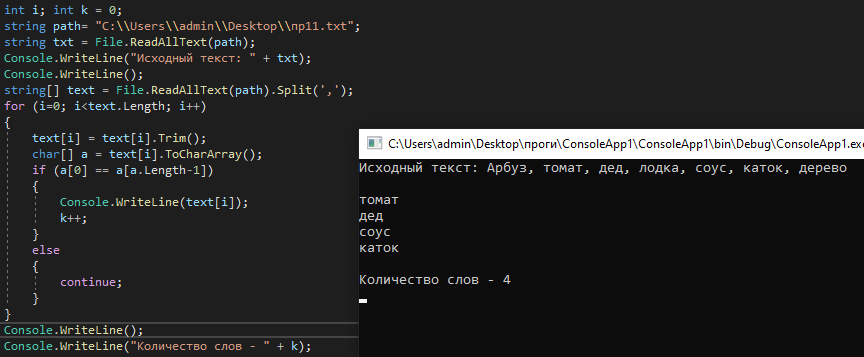 int i; int k = 0;
string path= "C:\\Users\\admin\\Desktop\\пр11.txt";
string txt = File.ReadAllText(path);
Console.WriteLine("Исходный текст: " + txt);
Console.WriteLine();
string[] text = File.ReadAllText(path).Split(',');
for (i=0; i<text.Length; i++)
{
text[i] = text[i].Trim();
char[] a = text[i].ToCharArray();
if (a[0] == a[a.Length-1])
{
Console.WriteLine(text[i]);
k++;
}
else
{
continue;
}
}
Console.WriteLine();
Console.WriteLine("Количество слов - " + k);
C:\Users\admin\Desktop\проги\ConsoleApp1\ConsoleApp1\bin\Debug\ConsoleApp1.exe
Исходный текст: Арбуз, томат, дед, лодка, соус, каток, дерево
томат
дед
соус
каток
Количество слов - 4